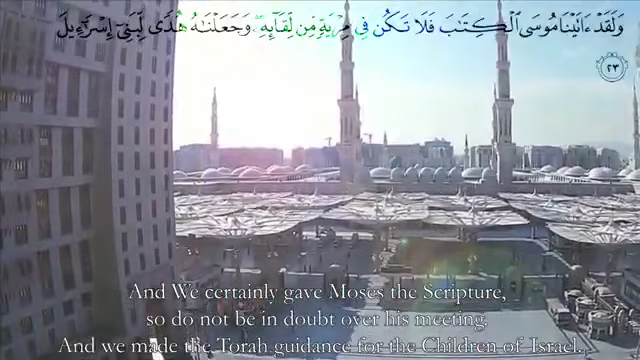 وَلَقَدْ ءَاتَيْنَا مُوسَى ٱلْكِتَٰبَ فَلَا تَكُن فِى مِرْيَةٍ مِّن لِّقَآئِهِۦ ۖ وَجَعَلْنَٰهُ هُدًى لِّبَنِىٓ إِسْرَٰٓءِيلَ
٢٣
And We certainly gave Moses the Scripture,
so do not be in doubt over his meeting.
And we made the Torah guidance for the Children of Israel.